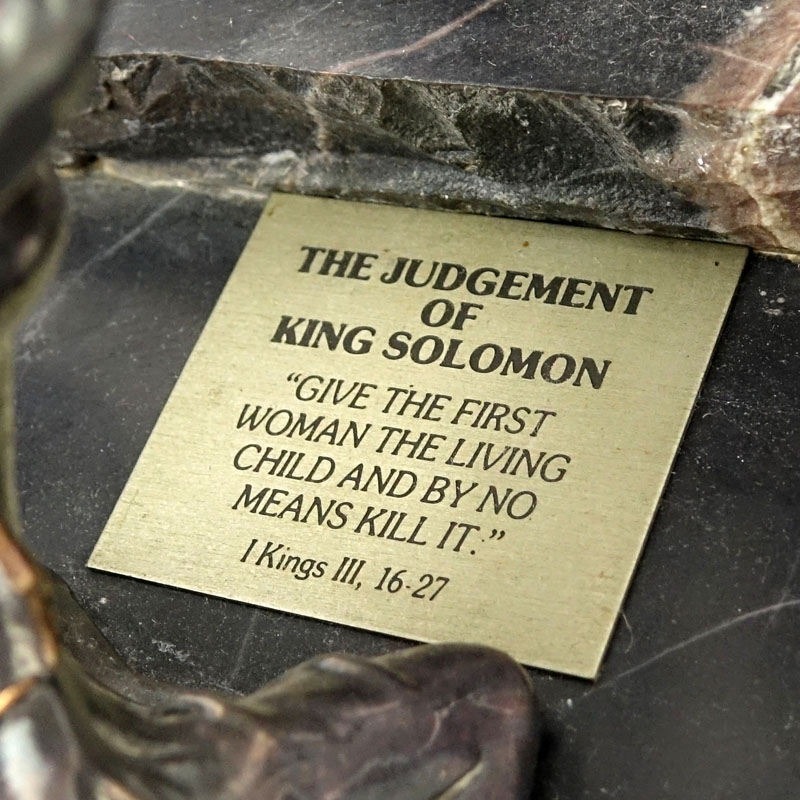 THE JUDGEMENT
OF
KING SOLOMON
“GIVE THE FIRST
WOMAN THE LIVING
CHILD AND BY NO
MEANS KILL IT.”
I Kings III, 16-27